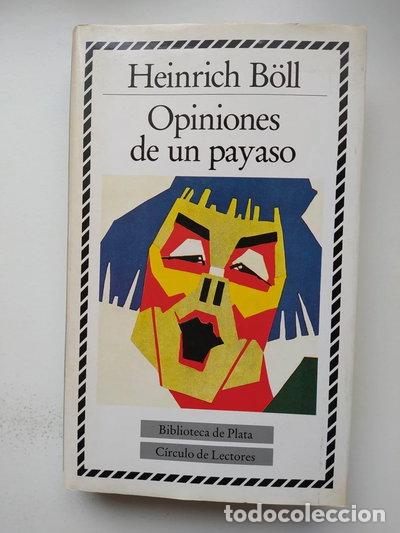 Heinrich Böll
Opiniones
de un payaso
Biblioteca de Plata
Círculo de Lectores
todocoleccion